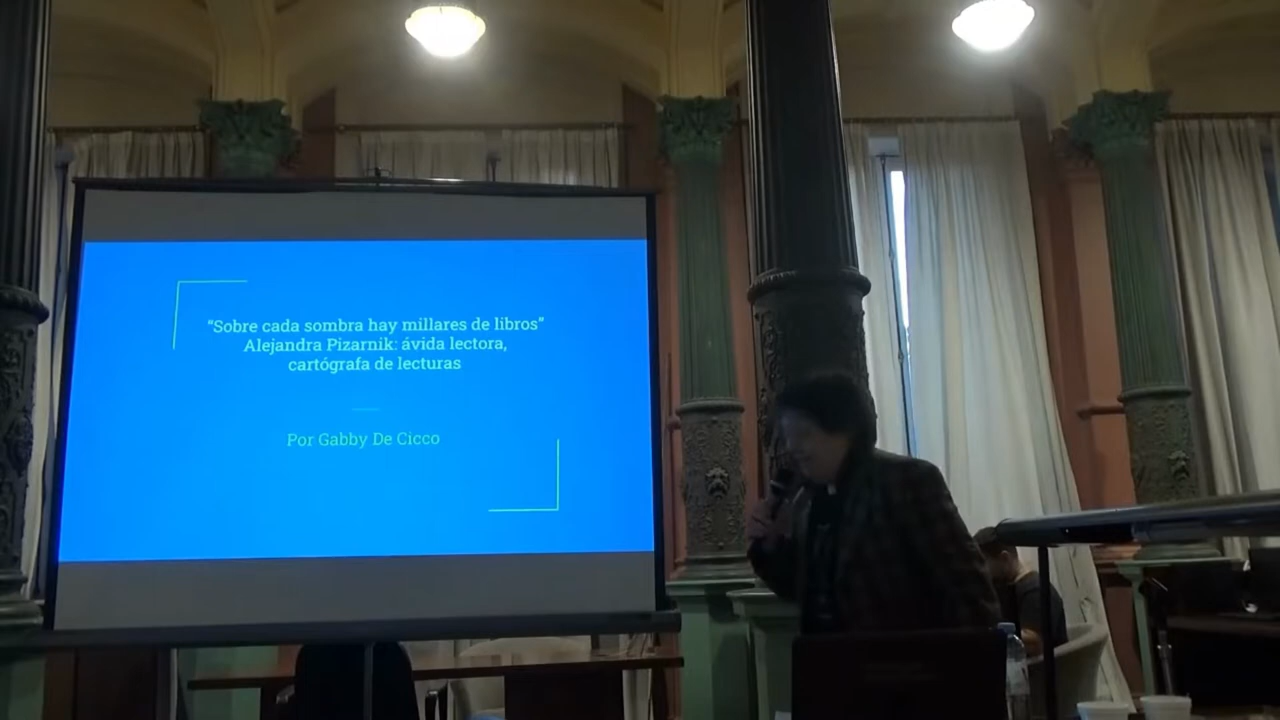 “Sobre cada sombra hay millares de libros”
Alejandra Pizarnik: ávida lectora,
cartógrafa de lecturas
Por Gabby De Cicco